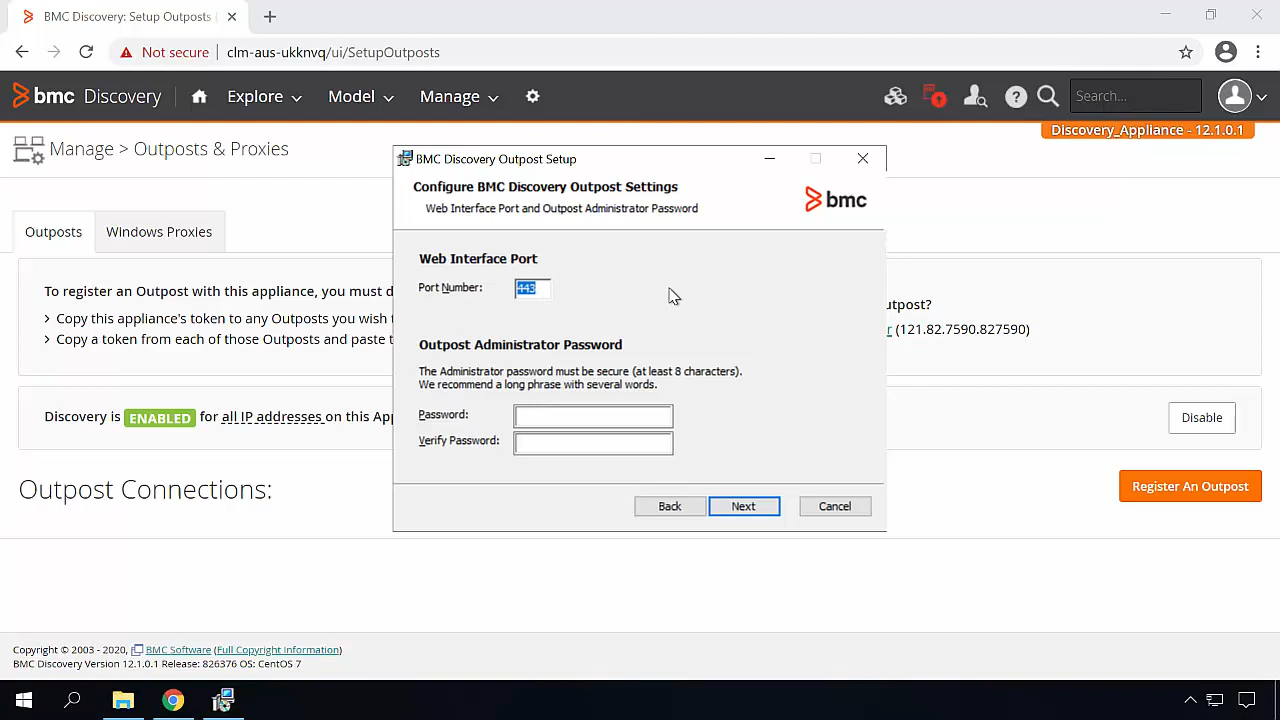 BMC Discovery: Setup Outposts (
Not secure
clm-aus-ukknvq/ui/SetupOutposts
bmc Discovery
Explore
Model
Manage
Search...
Discovery_Appliance - 12.1.0.1
Manage > Outposts & Proxies
Outposts
Windows Proxies
To register an Outpost with this appliance, you must d
> Copy this appliance's token to any Outposts you wish t
> Copy a token from each of those Outposts and paste t
utpost?
r (121.82.7590.827590)
Discovery is ENABLED for all IP addresses on this App
Disable
Outpost Connections:
Register An Outpost
BMC Discovery Outpost Setup
Configure BMC Discovery Outpost Settings
Web Interface Port and Outpost Administrator Password
bmc
Web Interface Port
Port Number:
443
Outpost Administrator Password
The Administrator password must be secure (at least 8 characters).
We recommend a long phrase with several words.
Password:
Verify Password:
Back
Next
Cancel
Copyright © 2003 - 2020, BMC Software (Full Copyright Information)
BMC Discovery Version 12.1.0.1 Release: 826376 OS: CentOS 7